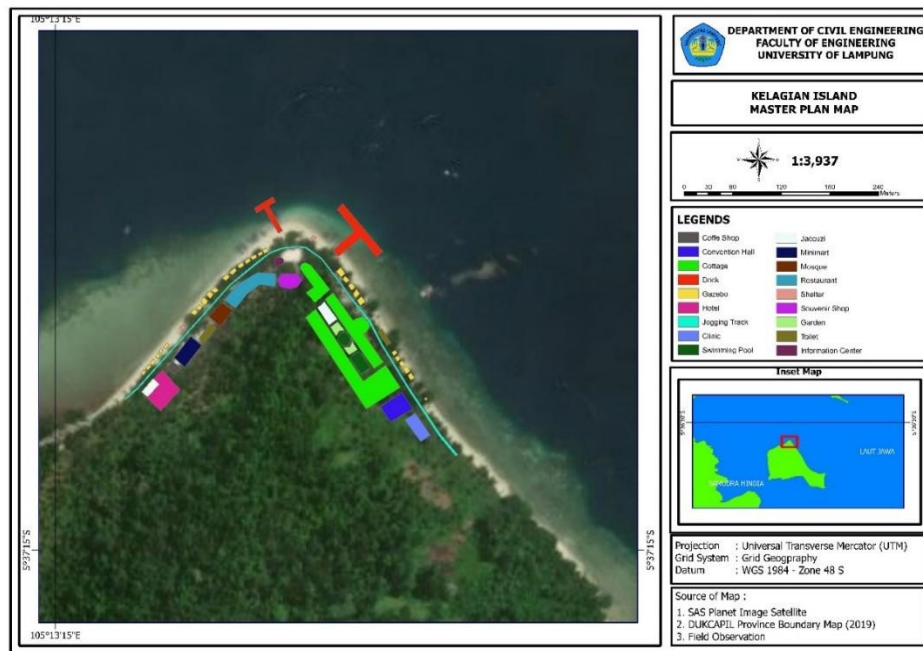 105°13'15"E
5°37'15"S
5°37'15"S
105°13'15"E
DEPARTMENT OF CIVIL ENGINEERING
FACULTY OF ENGINEERING
UNIVERSITY OF LAMPUNG
KELAGIAN ISLAND
MASTER PLAN MAP
1:3,937
0 30 60 120 180 240
Meters
LEGENDS
Coffe Shop
Convention Hall
Cottage
Dock
Gazebo
Hotel
Jogging Track
Clinic
Swimming Pool
Jacuzzi
Minimart
Mosque
Restaurant
Shelter
Souvenir Shop
Garden
Toilet
Information Center
Inset Map
LAUT JAWA
SAMUDRA HINDIA
Projection : Universal Transverse Mercator (UTM)
Grid System : Grid Geogpraphy
Datum : WGS 1984 - Zone 48 S
Source of Map :
1. SAS Planet Image Satellite
2. DUKCAPIL Province Boundary Map (2019)
3. Field Observation